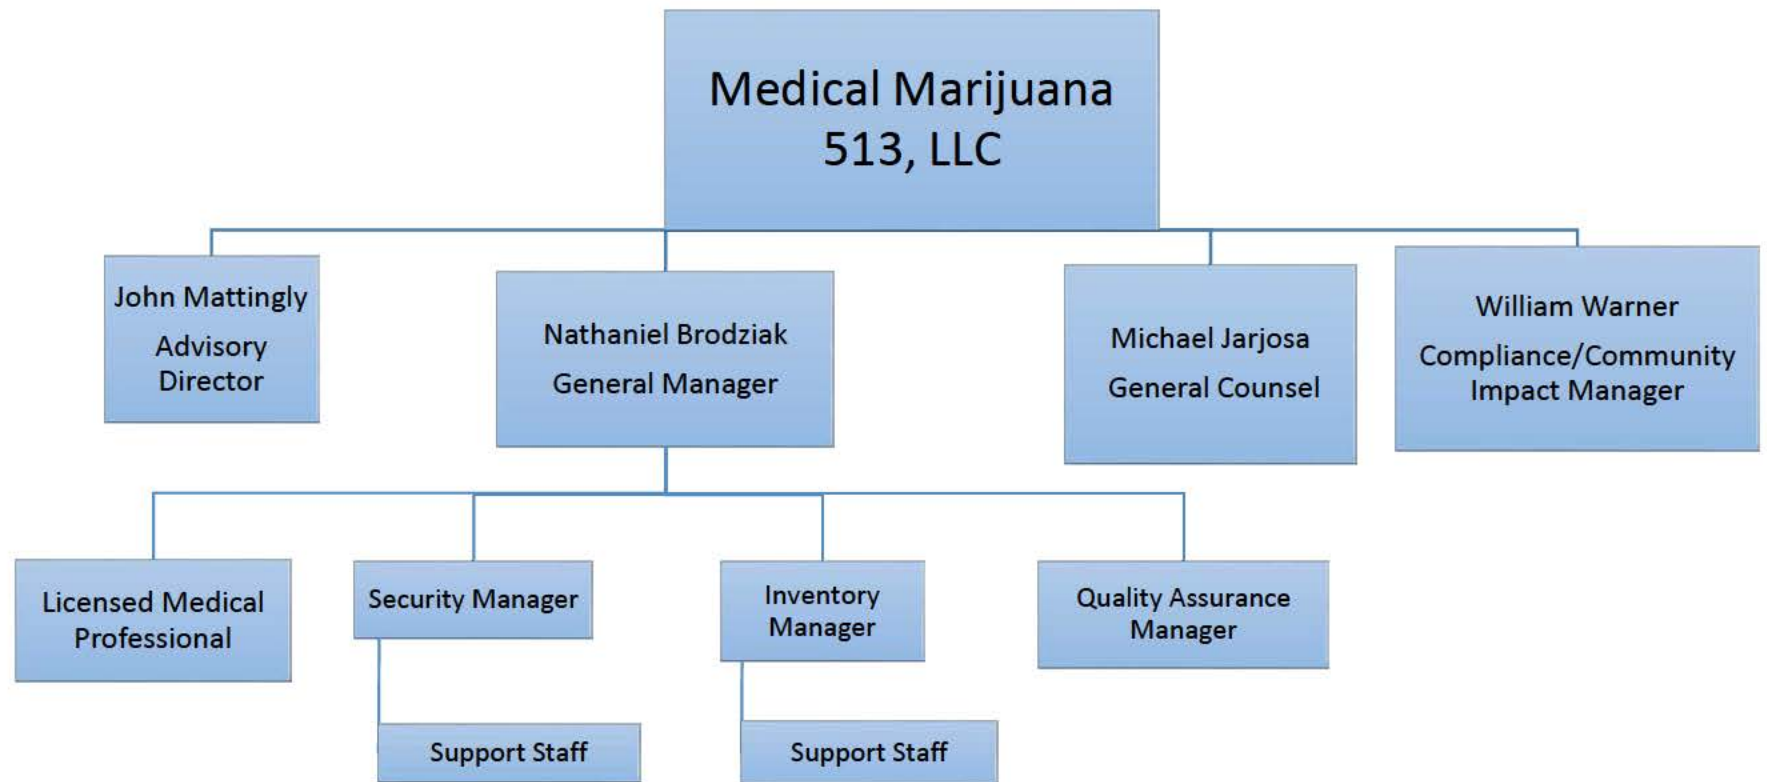 Medical Marijuana
513, LLC
John Mattingly
Advisory
Director
Nathaniel Brodziak
General Manager
Michael Jarjosa
General Counsel
William Warner
Compliance/Community
Impact Manager
Licensed Medical
Professional
Security Manager
Inventory
Manager
Quality Assurance
Manager
Support Staff
Support Staff